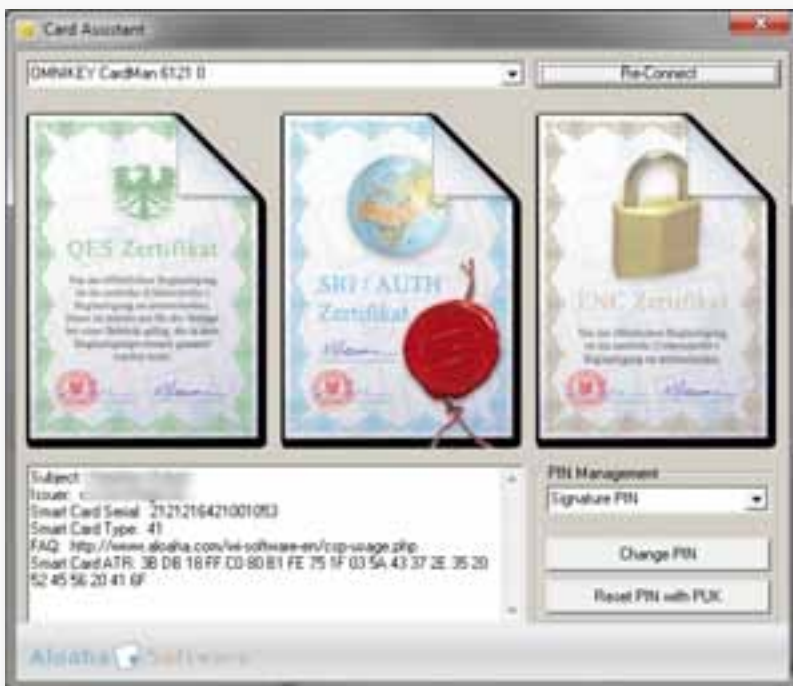 Card Assistant
OMNIKEY CardMan 6121 0
Re-Connect
QES Zertifikat
SRI / AUTH
Zertifikat
ENC Zertifikat
Subject:
Issuer:
Smart Card Serial: 2121216421001053
Smart Card Type: 41
FAQ: http://www.aloaha.com/wi-software-en/csp-usage.php
Smart Card ATR: 3B DB 18 FF C0 80 B1 FE 75 1F 03 5A 43 37 2E 35 20
52 45 56 20 41 6F
PIN Management
Signature PIN
Change PIN
Reset PIN with PUK
Aloaha Software